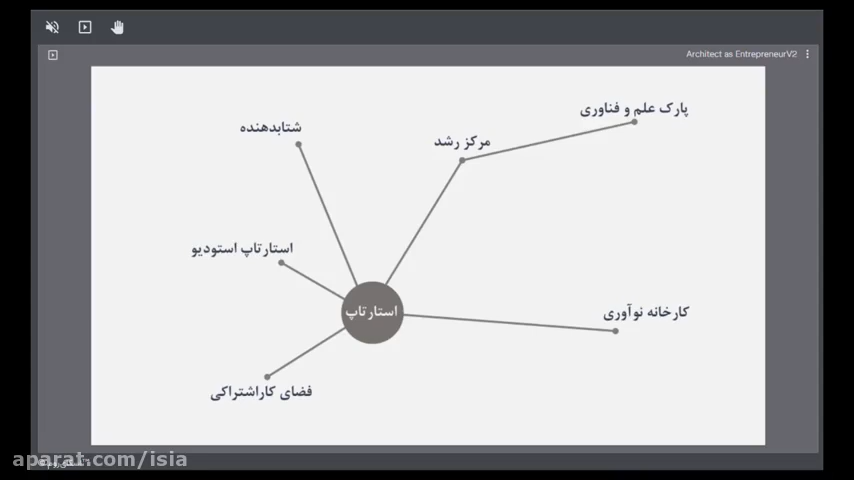 Architect as EntrepreneurV2
پارک علم و فناوری
شتابدهنده
مرکز رشد
استارتاپ استودیو
استارتاپ
کارخانه نوآوری
فضای کاراشتراکی
aparat.com/isia